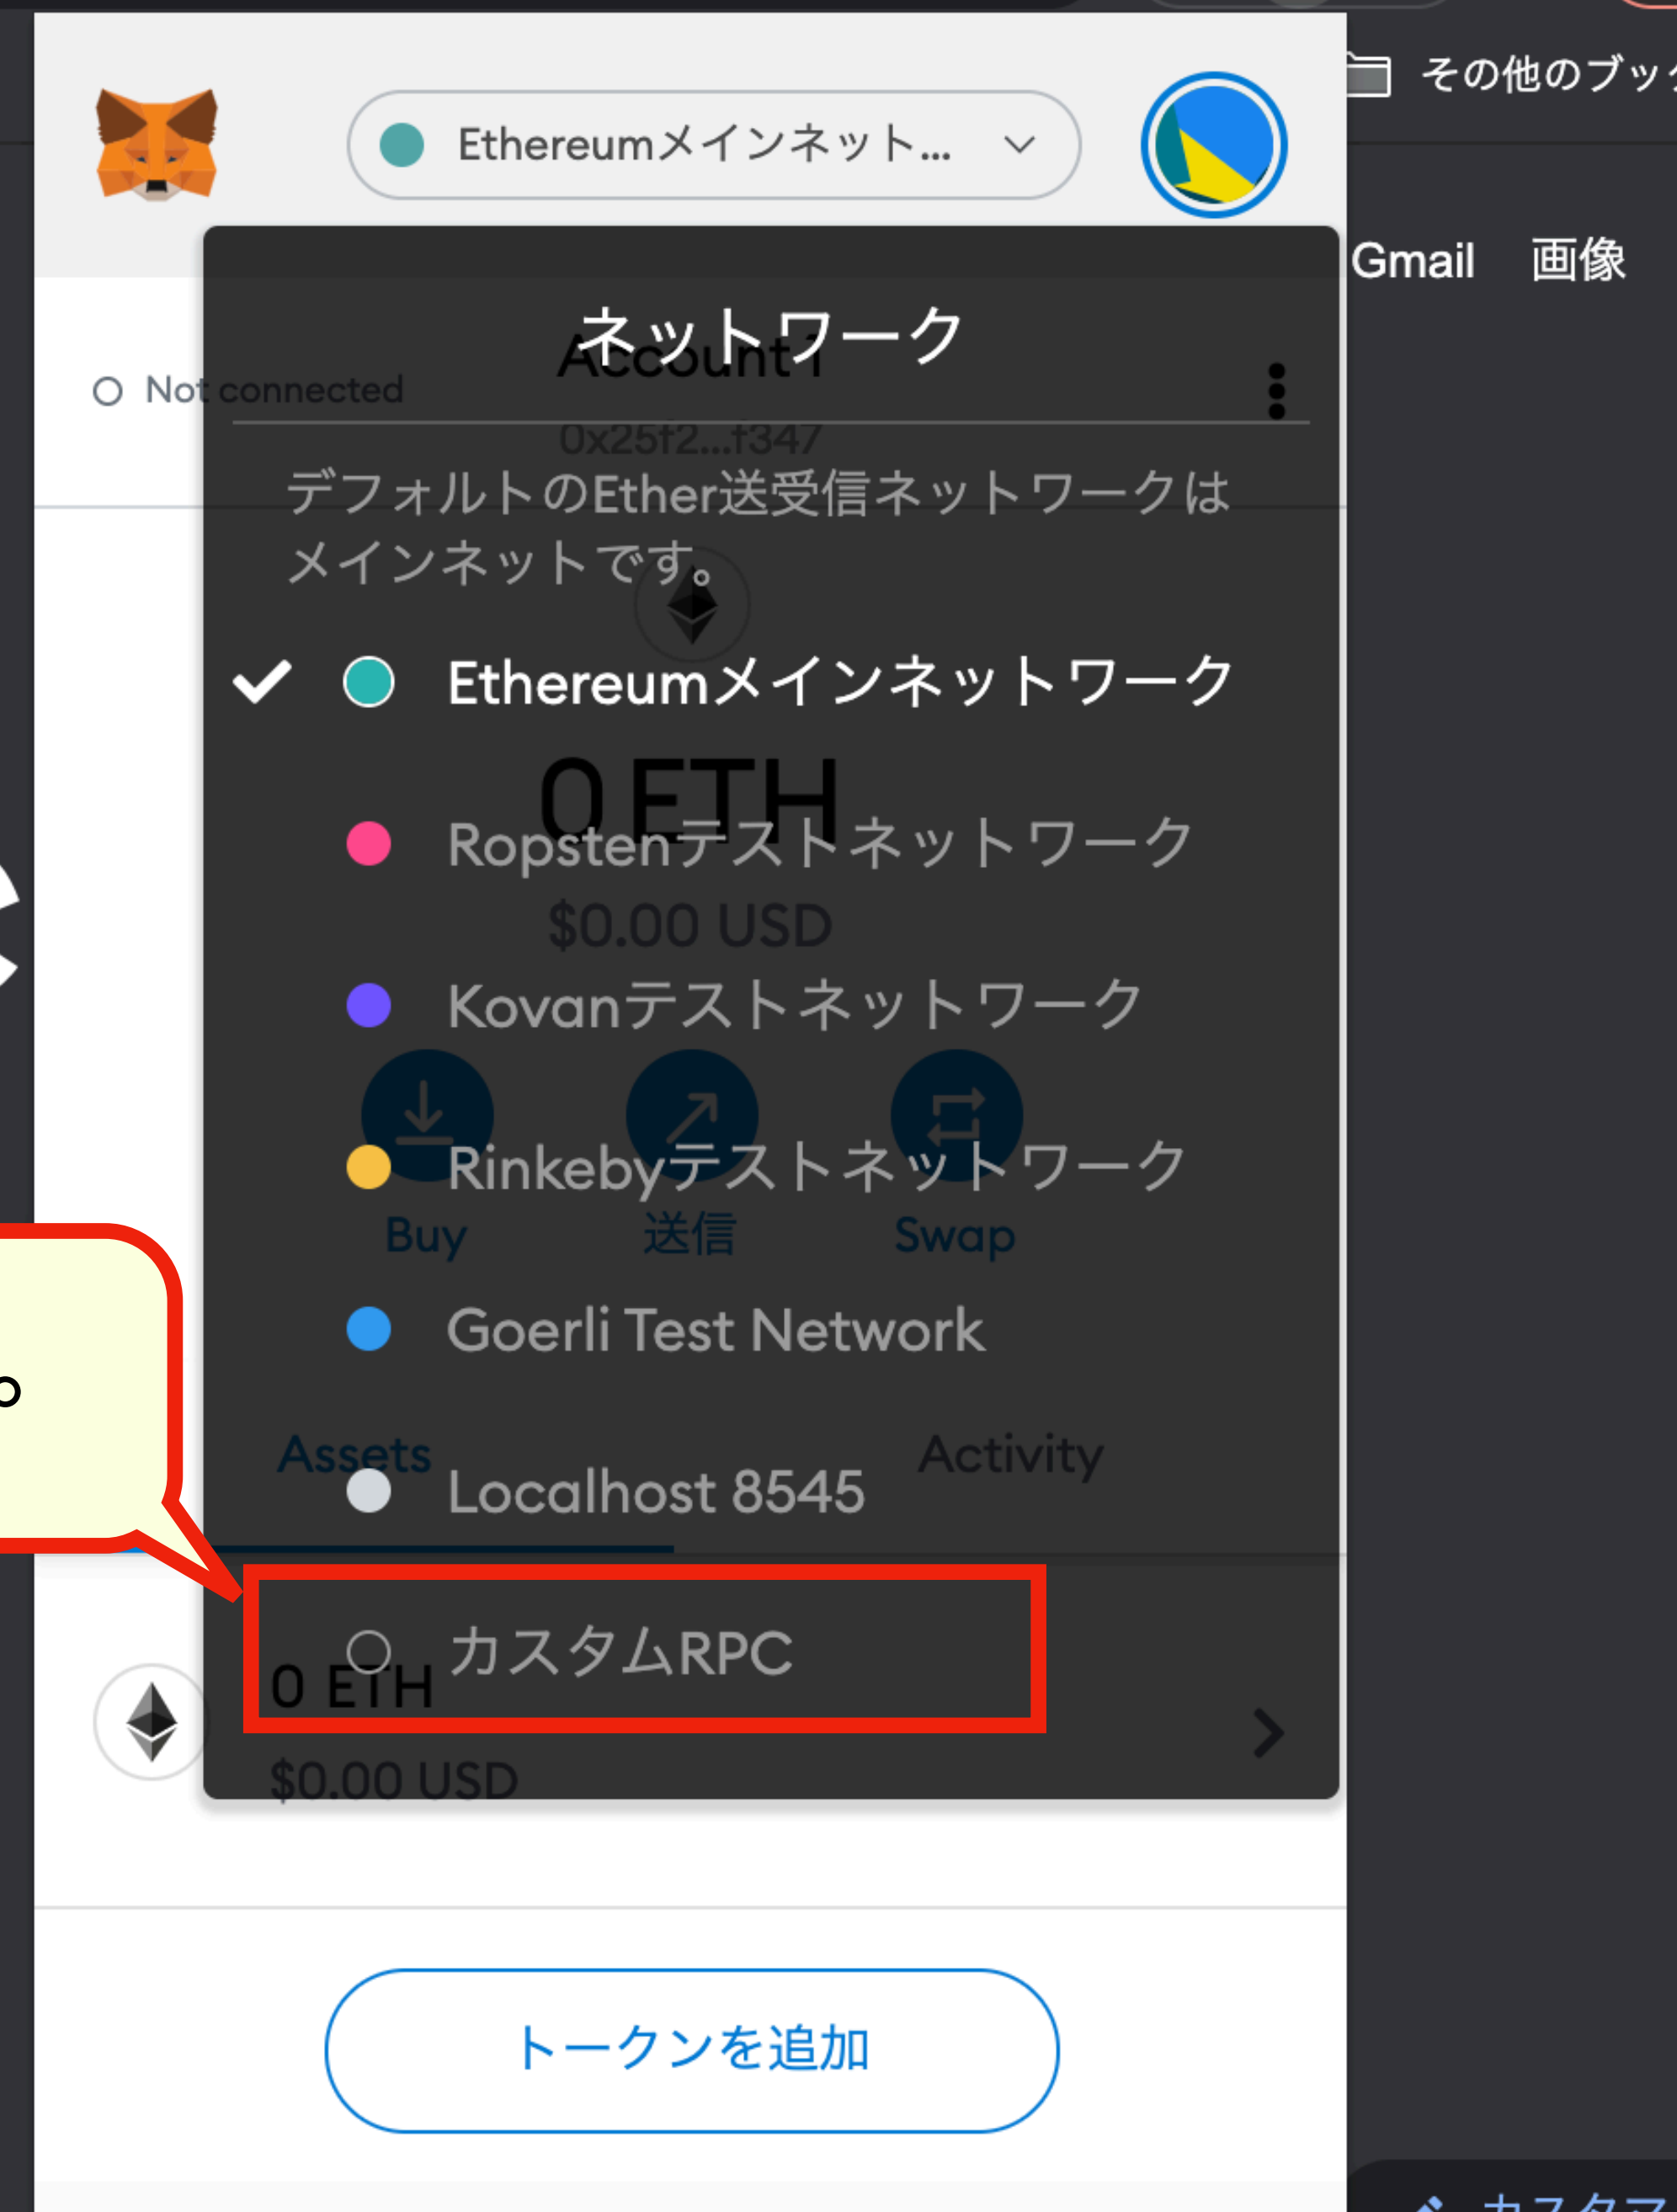 その他のブック
Ethereumメインネット...
Gmail 画像
ネットワーク
Account 1
Not connected
0x25f2...f347
デフォルトのEther送受信ネットワークは
メインネットです。
Ethereumメインネットワーク
0 ETH
Ropstenテストネットワーク
$0.00 USD
Kovanテストネットワーク
Rinkebyテストネットワーク
Buy 送信 Swap
Goerli Test Network
。
Assets Activity
Localhost 8545
カスタムRPC
0 ETH
$0.00 USD
トークンを追加